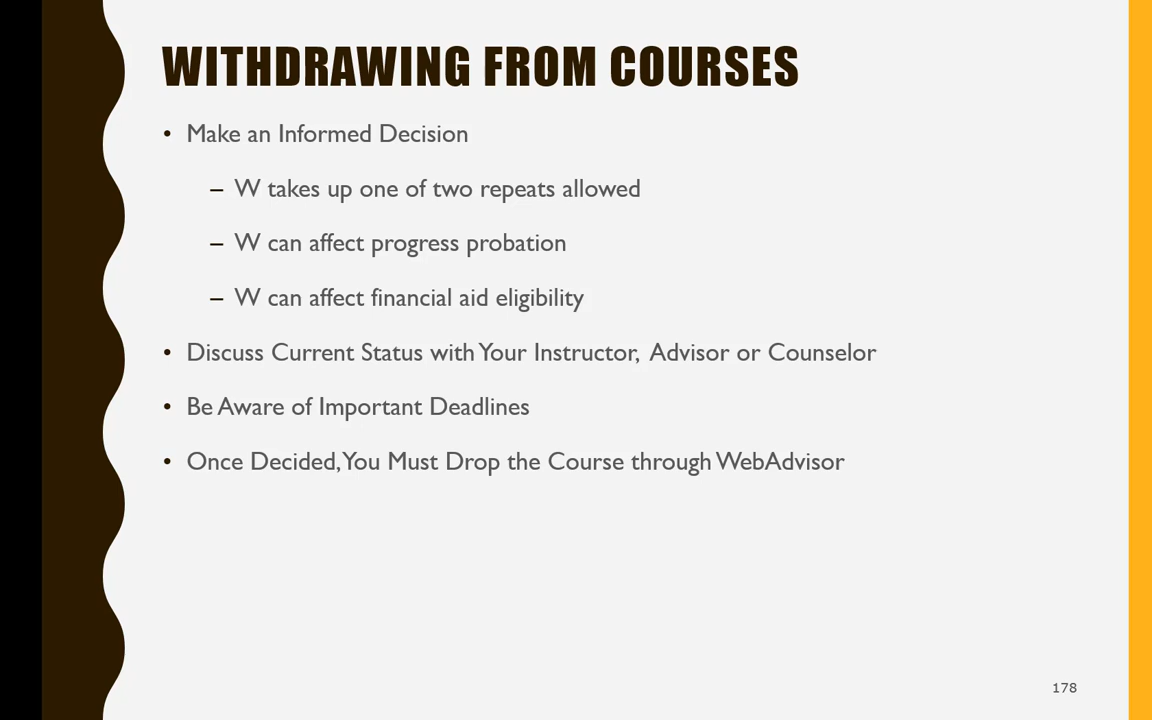 WITHDRAWING FROM COURSES
• Make an Informed Decision
– W takes up one of two repeats allowed
– W can affect progress probation
– W can affect financial aid eligibility
• Discuss Current Status with Your Instructor, Advisor or Counselor
• Be Aware of Important Deadlines
• Once Decided, You Must Drop the Course through WebAdvisor
178